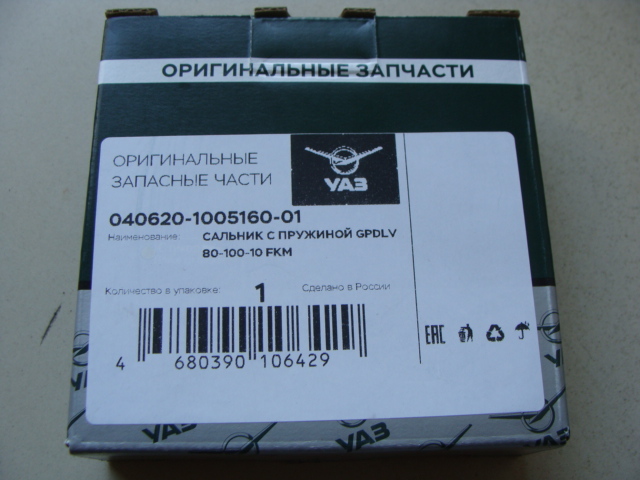 ОРИГИНАЛЬНЫЕ ЗАПЧАСТИ
ОРИГИНАЛЬНЫЕ
ЗАПАСНЫЕ ЧАСТИ
УАЗ
040620-1005160-01
Наименование: САЛЬНИК С ПРУЖИНОЙ GPDLV
80-100-10 FKM
Количество в упаковке: 1 Сделано в России
4 680390 106429
EAC
УАЗ
УАЗ